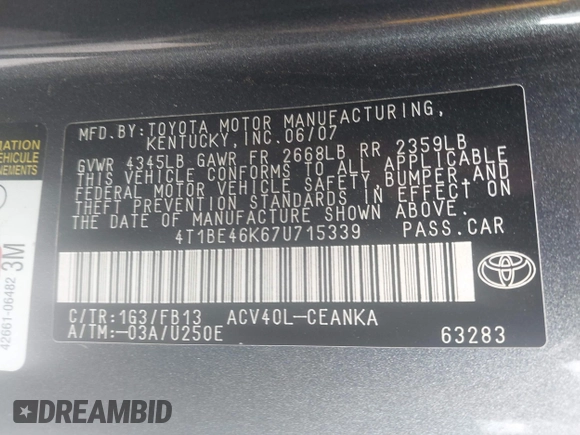 MFD.BY:TOYOTA MOTOR MANUFACTURING,
KENTUCKY,INC.06/07
GVWR 4345LB GAWR FR 2668LB RR 2359LB
THIS VEHICLE CONFORMS TO ALL APPLICABLE
FEDERAL MOTOR VEHICLE SAFETY,BUMPER AND
THEFT PREVENTION STANDARDS IN EFFECT ON
THE DATE OF MANUFACTURE SHOWN ABOVE.
4T1BE46K67U715339 PASS.CAR
C/TR:1G3/FB13 ACV40L-CEANKA
A/TM:-03A/U250E
63283
42661-06482 3M
DREAMBID